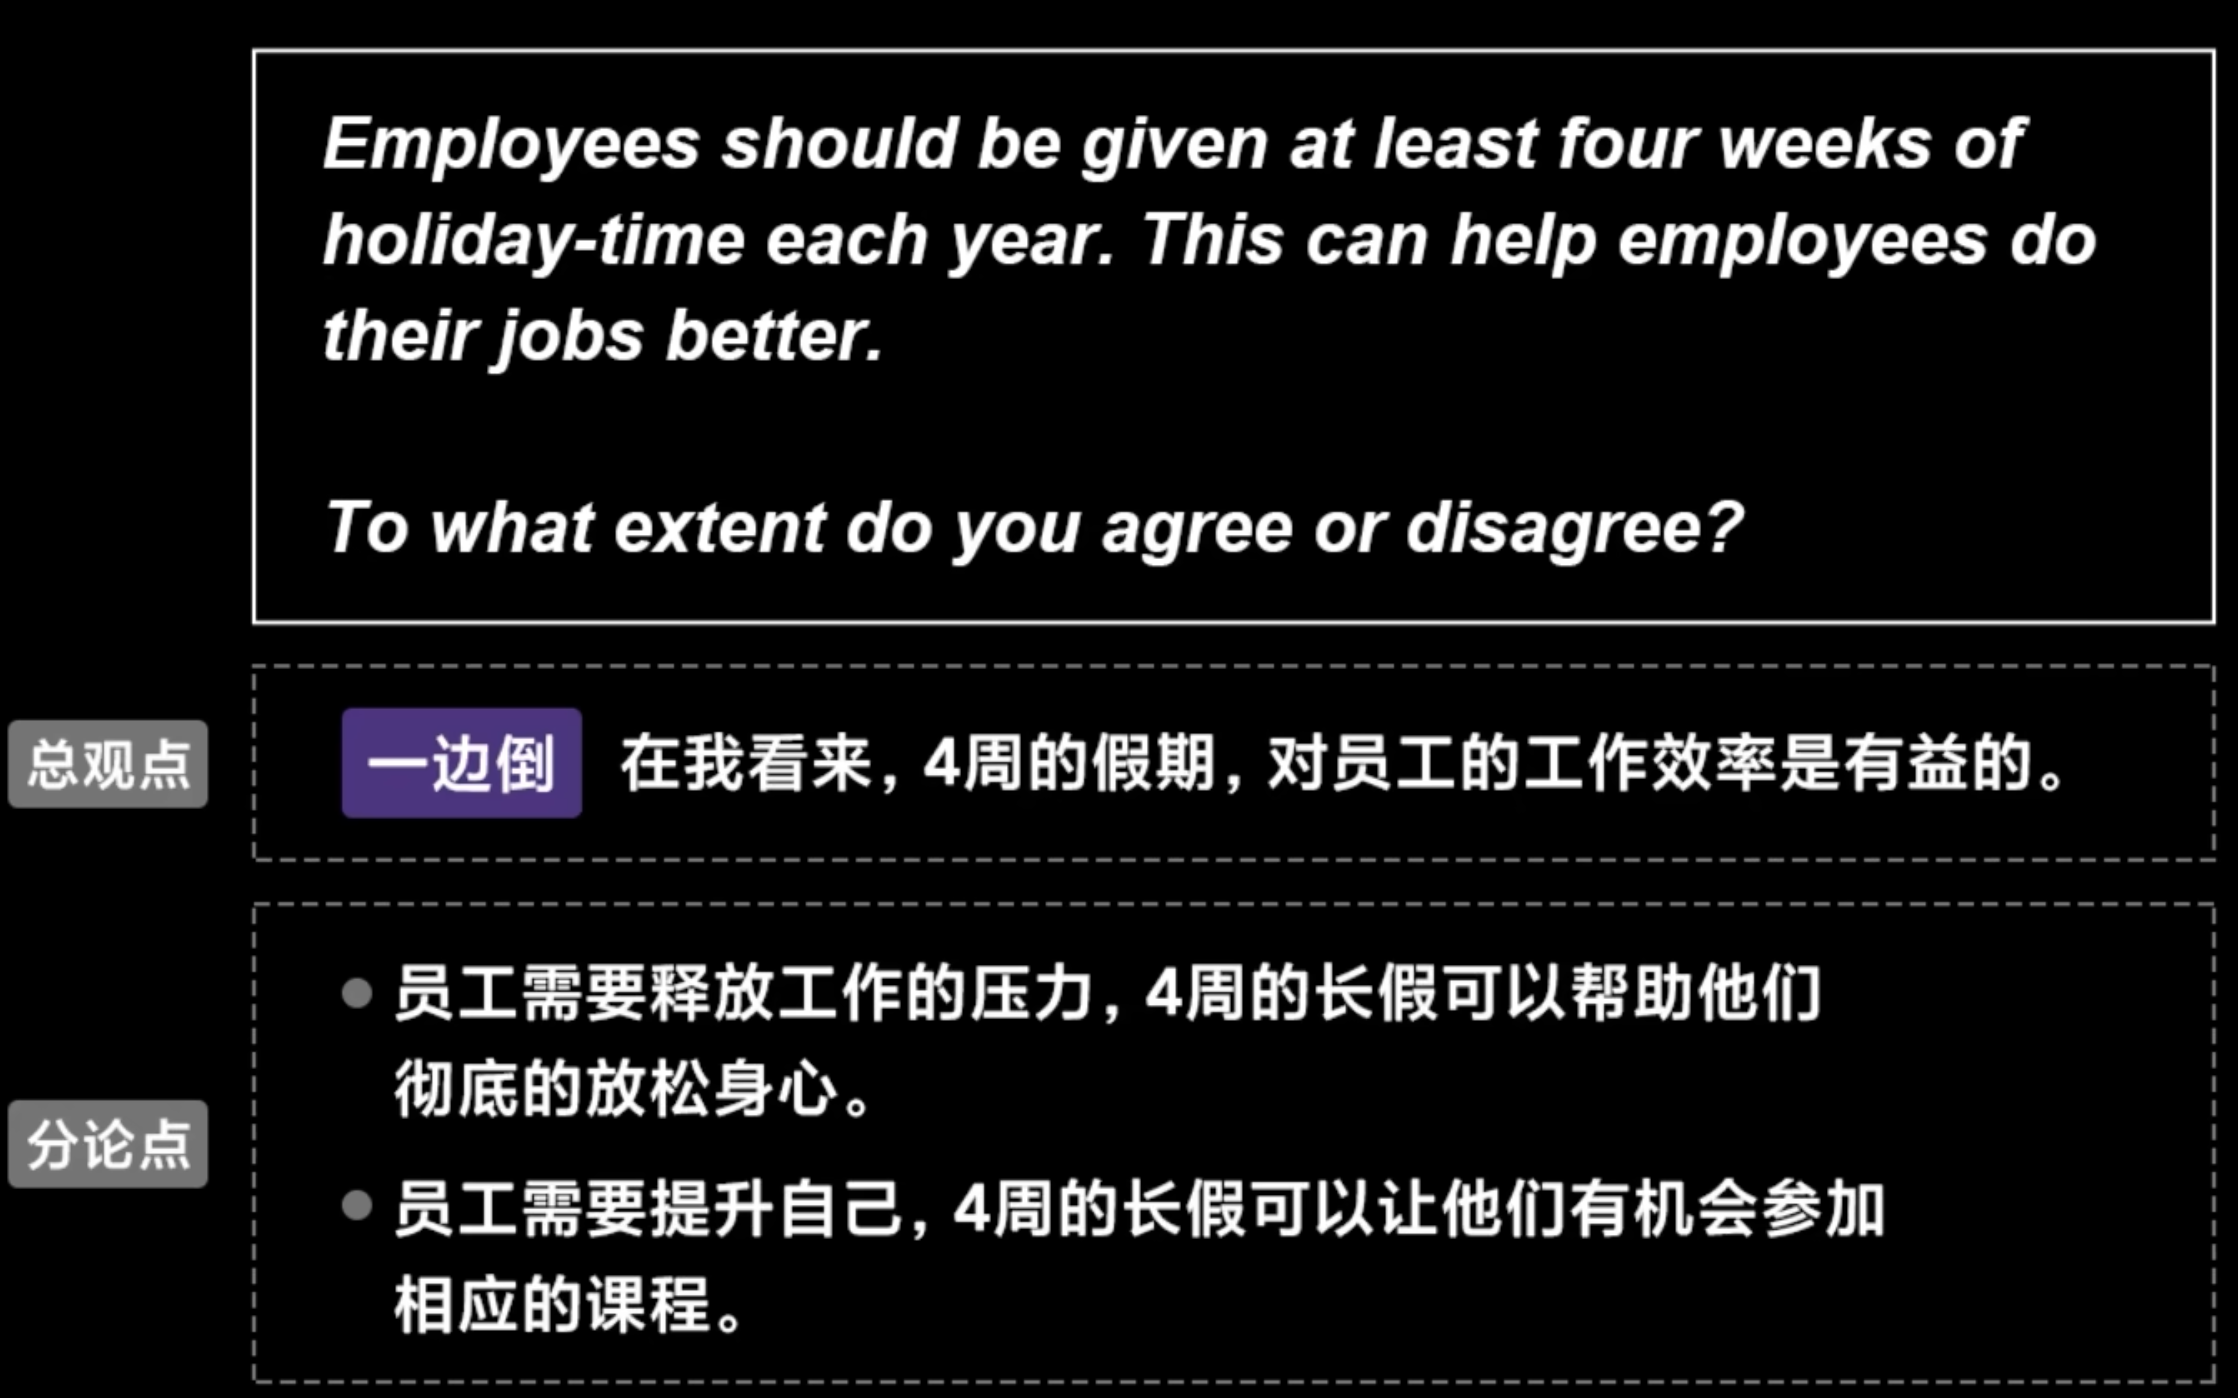 Employees should be given at least four weeks of
holiday-time each year. This can help employees do
their jobs better.
To what extent do you agree or disagree?
总观点
一边倒 在我看来，4周的假期，对员工的工作效率是有益的。
分论点
员工需要释放工作的压力，4周的长假可以帮助他们
彻底的放松身心。
员工需要提升自己，4周的长假可以让他们有机会参加
相应的课程。